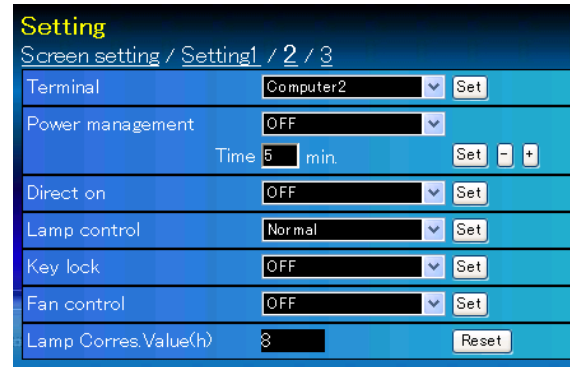 Setting
Screen setting / Setting1 / 2 / 3
Terminal Computer2 Set
Power management OFF
Time 5 min. Set - +
Direct on OFF Set
Lamp control Normal Set
Key lock OFF Set
Fan control OFF Set
Lamp Corres.Value(h) 8 Reset